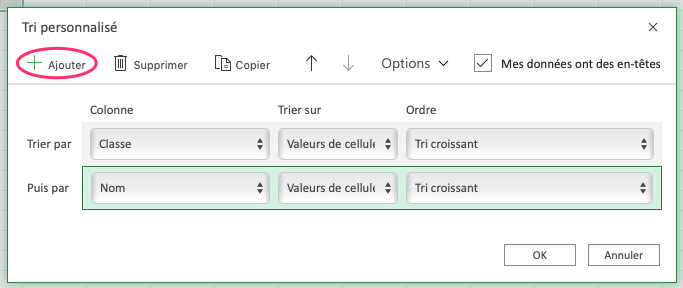 Tri personnalisé
Ajouter Supprimer Copier Options Mes données ont des en-têtes
Colonne Trier sur Ordre
Trier par Classe Valeurs de cellule Tri croissant
Puis par Nom Valeurs de cellule Tri croissant
OK Annuler